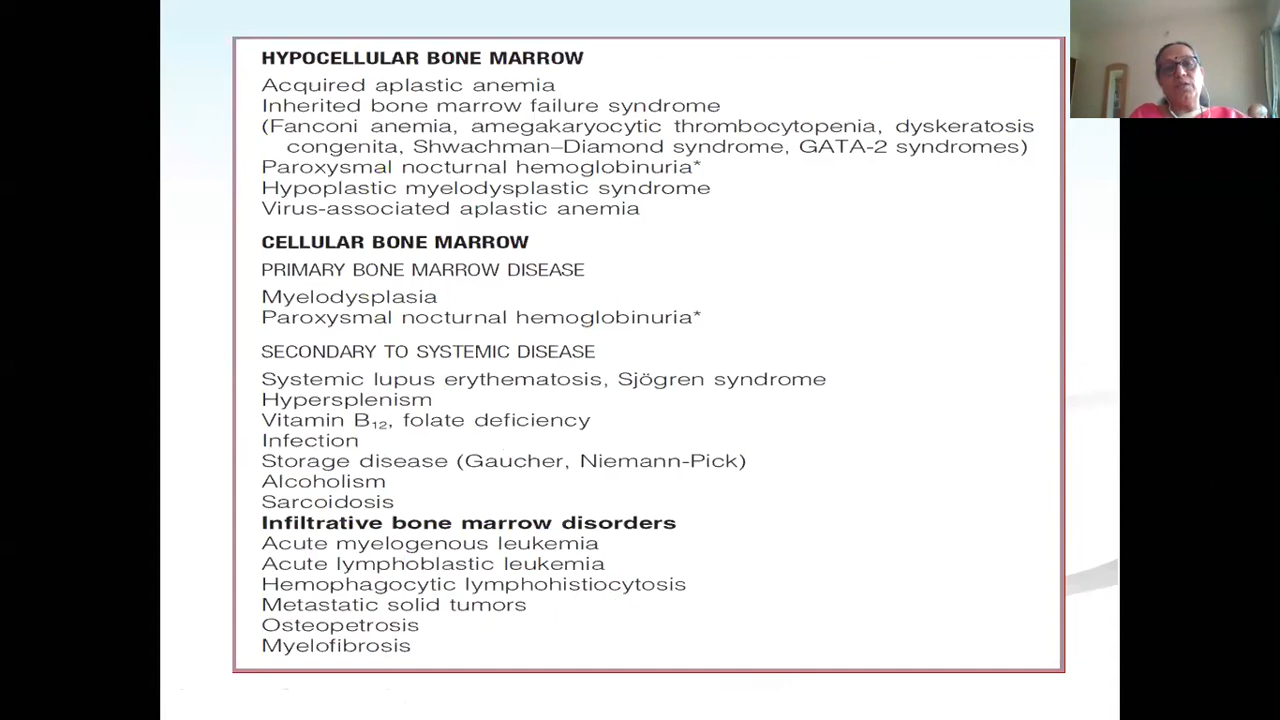 HYPOCELLULAR BONE MARROW
Acquired aplastic anemia
Inherited bone marrow failure syndrome
(Fanconi anemia, amegakaryocytic thrombocytopenia, dyskeratosis
congenita, Shwachman–Diamond syndrome, GATA-2 syndromes)
Paroxysmal nocturnal hemoglobinuria*
Hypoplastic myelodysplastic syndrome
Virus-associated aplastic anemia
CELLULAR BONE MARROW
PRIMARY BONE MARROW DISEASE
Myelodysplasia
Paroxysmal nocturnal hemoglobinuria*
SECONDARY TO SYSTEMIC DISEASE
Systemic lupus erythematosis, Sjögren syndrome
Hypersplenism
Vitamin B₁₂, folate deficiency
Infection
Storage disease (Gaucher, Niemann-Pick)
Alcoholism
Sarcoidosis
Infiltrative bone marrow disorders
Acute myelogenous leukemia
Acute lymphoblastic leukemia
Hemophagocytic lymphohistiocytosis
Metastatic solid tumors
Osteopetrosis
Myelofibrosis